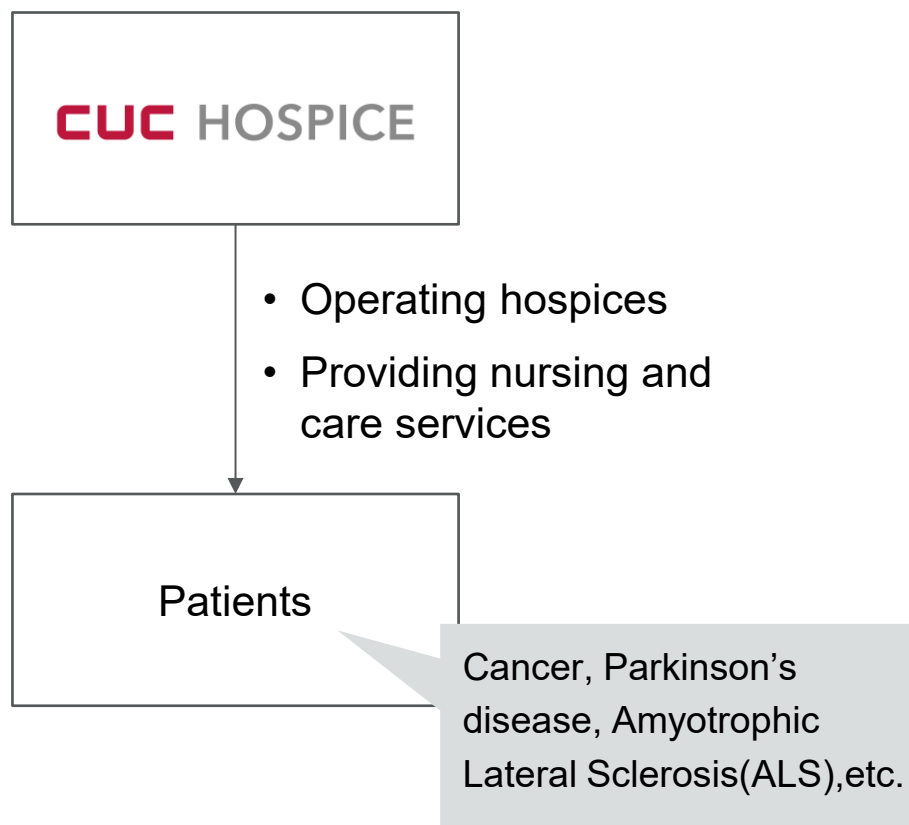 CUC HOSPICE
• Operating hospices
• Providing nursing and
care services
Patients
Cancer, Parkinson’s
disease, Amyotrophic
Lateral Sclerosis(ALS),etc.